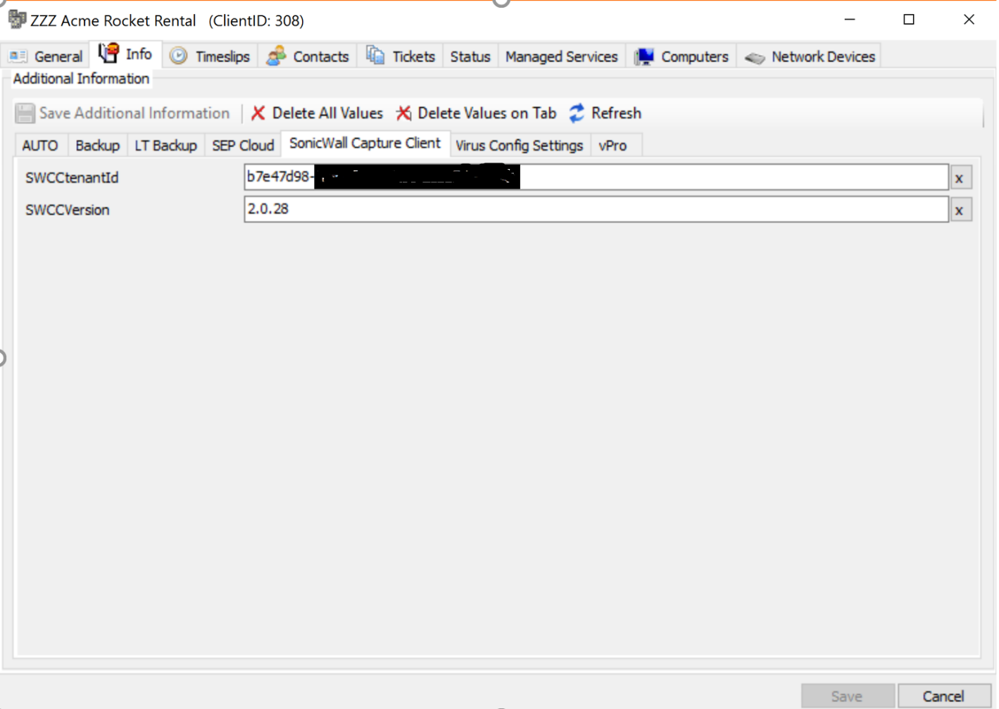 ZZZ Acme Rocket Rental (ClientID: 308)
General Info Timeslips Contacts Tickets Status Managed Services Computers Network Devices
Additional Information
Save Additional Information Delete All Values Delete Values on Tab Refresh
AUTO Backup LT Backup SEP Cloud SonicWall Capture Client Virus Config Settings vPro
SWCCtenantId b7e47d98- x
SWCCVersion 2.0.28 x
Save Cancel